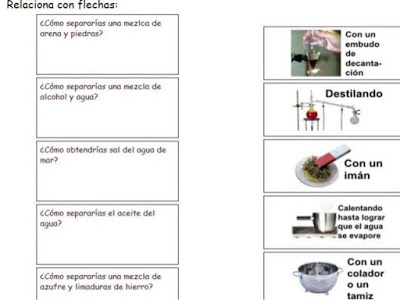 Relaciona con flechas:
¿Cómo separarías una mezlca de
arena y piedras?
¿Cómo separarías una mezcla de
alcohol y agua?
¿Cómo obtendrías sal del agua de
mar?
¿Cómo separarías el aceite del
agua?
¿Cómo separarías una mezcla de
azufre y limaduras de hierro?
Con un
embudo
de
decanta-
ción
Destilando
Con un
imán
Calentando
hasta lograr
que el agua
se evapore
Con un
colador
o un
tamiz